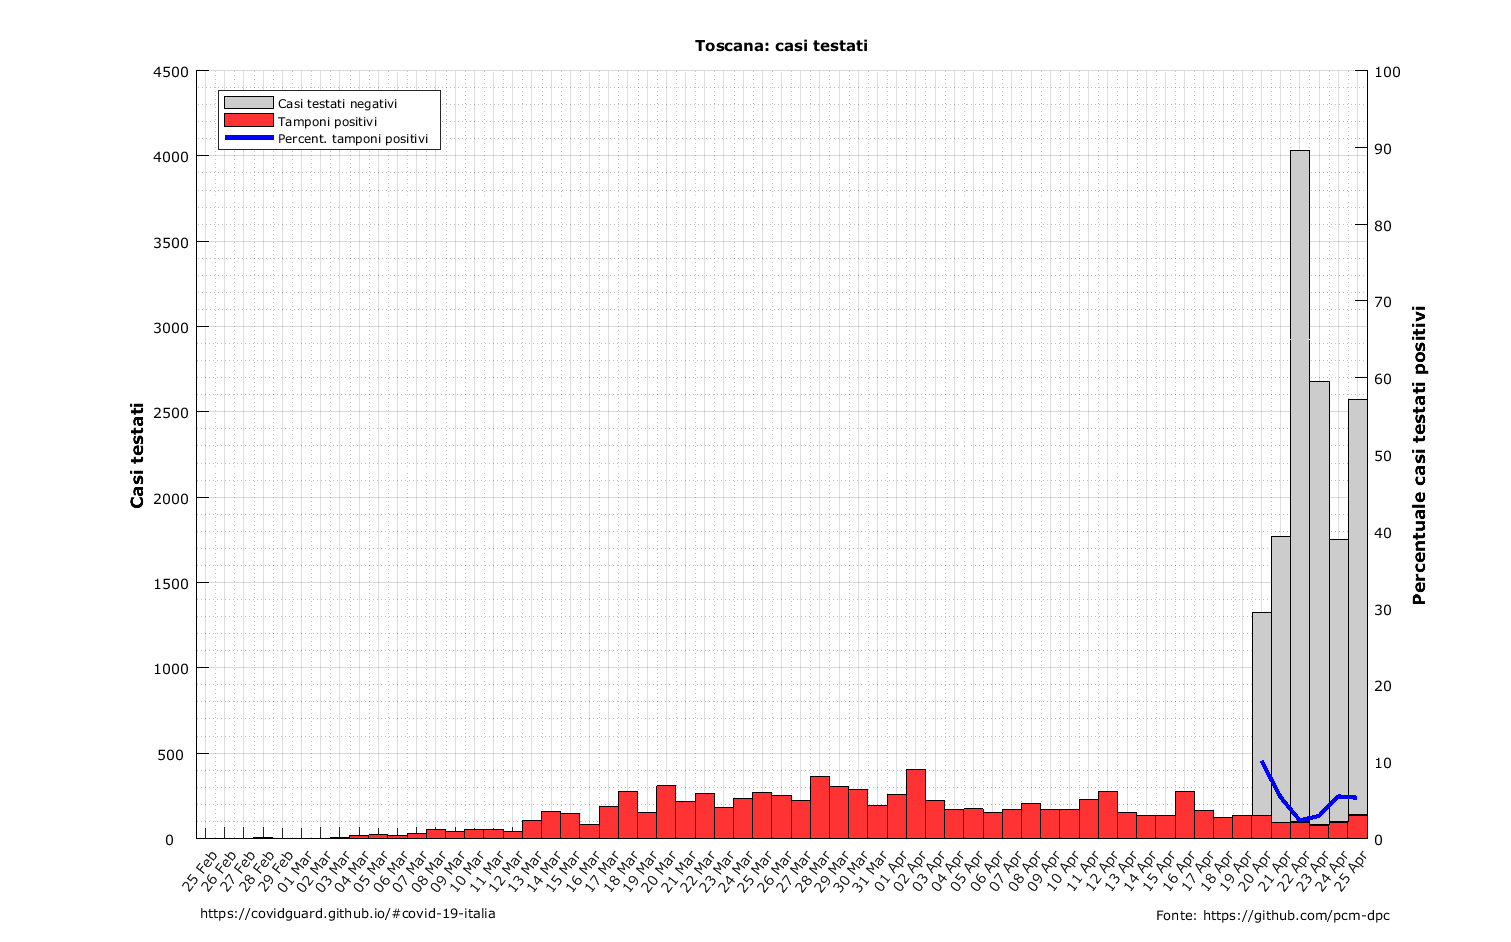 Toscana: casi testati
Casi testati negativi
Tamponi positivi
Percent. tamponi positivi
Casi testati
4500
4000
3500
3000
2500
2000
1500
1000
500
0
100
90
80
70
60
50
40
30
20
10
0
Percentuale casi testati positivi
25 Feb
26 Feb
27 Feb
28 Feb
29 Feb
01 Mar
02 Mar
03 Mar
04 Mar
05 Mar
06 Mar
07 Mar
08 Mar
09 Mar
10 Mar
11 Mar
12 Mar
13 Mar
14 Mar
15 Mar
16 Mar
17 Mar
18 Mar
19 Mar
20 Mar
21 Mar
22 Mar
23 Mar
24 Mar
25 Mar
26 Mar
27 Mar
28 Mar
29 Mar
30 Mar
31 Mar
01 Apr
02 Apr
03 Apr
04 Apr
05 Apr
06 Apr
07 Apr
08 Apr
09 Apr
10 Apr
11 Apr
12 Apr
13 Apr
14 Apr
15 Apr
16 Apr
17 Apr
18 Apr
19 Apr
20 Apr
21 Apr
22 Apr
23 Apr
24 Apr
25 Apr
https://covidguard.github.io/#covid-19-italia
Fonte: https://github.com/pcm-dpc